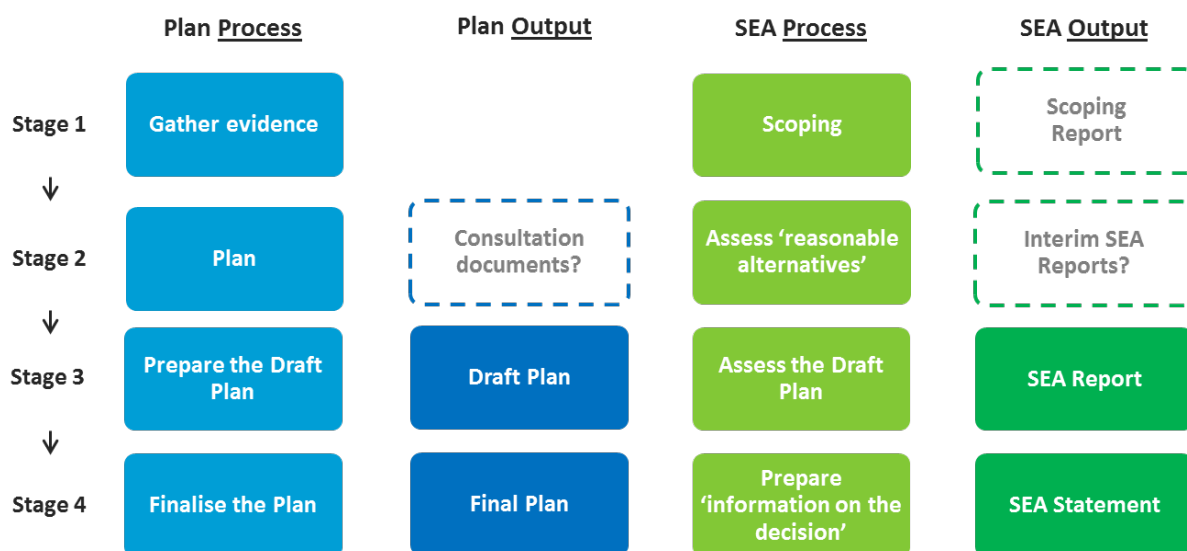 Plan Process
Plan Output
SEA Process
SEA Output
Stage 1
Gather evidence
Scoping
Scoping
Report
Stage 2
Plan
Consultation
documents?
Assess ‘reasonable
alternatives’
Interim SEA
Reports?
Stage 3
Prepare the Draft
Plan
Draft Plan
Assess the Draft
Plan
SEA Report
Stage 4
Finalise the Plan
Final Plan
Prepare
‘information on the
decision’
SEA Statement